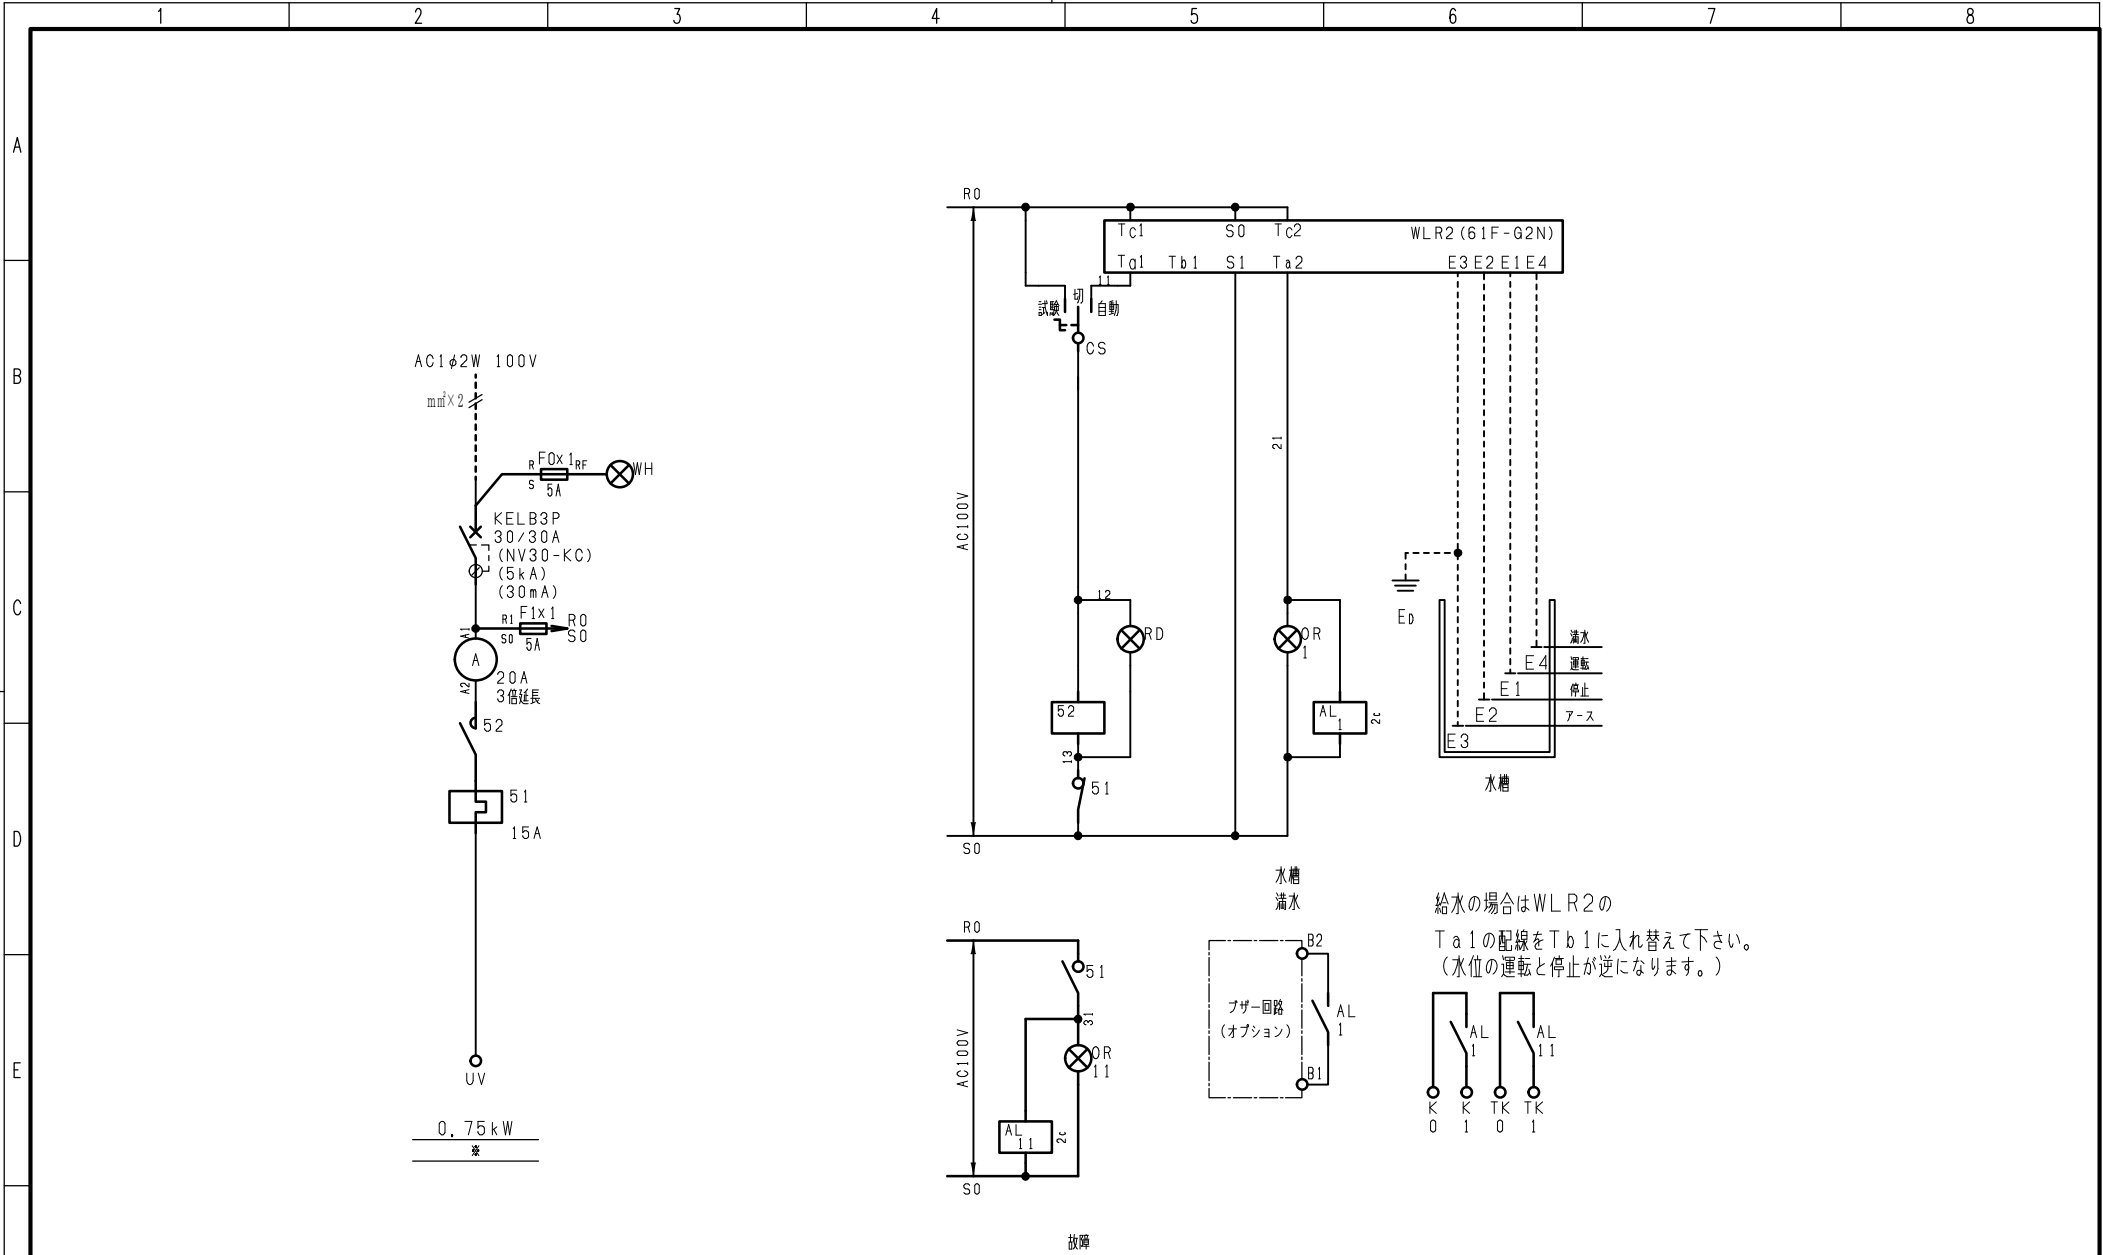 1 2 3 4 5 6 7 8
A
B
C
D
E
AC1φ2W 100V
mm²×2
R F0×1 RF
S 5A
WH
KELB3P
30/30A
(NV30-KC)
(5kA)
(30mA)
R1 F1×1 R0
S0 5A S0
A1
A
A2
20A
3倍延長
52
51
15A
UV
0.75kW
※
R0
Tc1 S0 Tc2 WLR2(61F-G2N)
Ta1 Tb1 S1 Ta2 E3 E2 E1 E4
11
試験 切 自動
CS
AC100V
21
12
RD
OR
1
52
AL
1
2c
13
51
S0
ED
満水
E4 運転
E1 停止
E2 アース
E3
水槽
水槽
満水
R0
51
31
AC100V
OR
11
AL
11
2c
S0
故障
B2
ブザー回路
(オプション)
AL
1
B1
給水の場合はWLR2の
Ta1の配線をTb1に入れ替えて下さい。
(水位の運転と停止が逆になります。)
AL
1
AL
11
K K TK TK
0 1 0 1